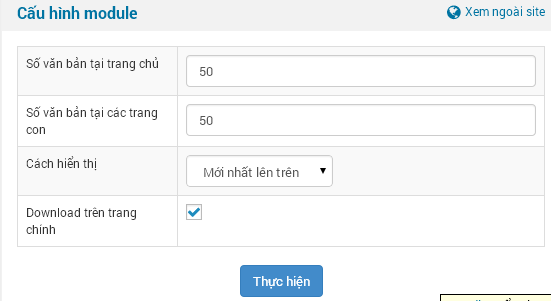 Cấu hình module
Xem ngoài site
Số văn bản tại trang chủ
50
Số văn bản tại các trang
con
50
Cách hiển thị
Mới nhất lên trên
Download trên trang
chính
Thực hiện